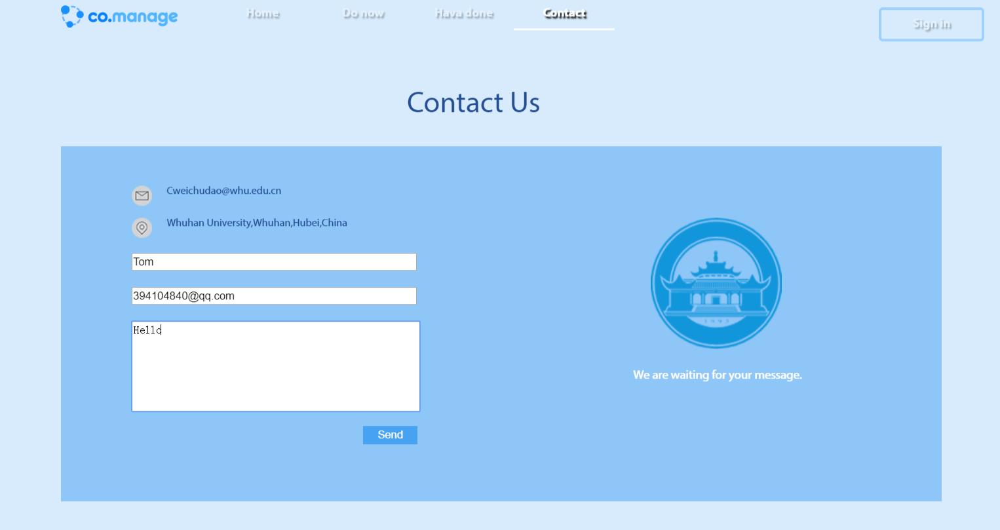 co.manage
Home
Do now
Hava done
Contact
Sign in
Contact Us
Cweichudao@whu.edu.cn
Whuhan University,Whuhan,Hubei,China
Tom
394104840@qq.com
Hello
1893
We are waiting for your message.
Send